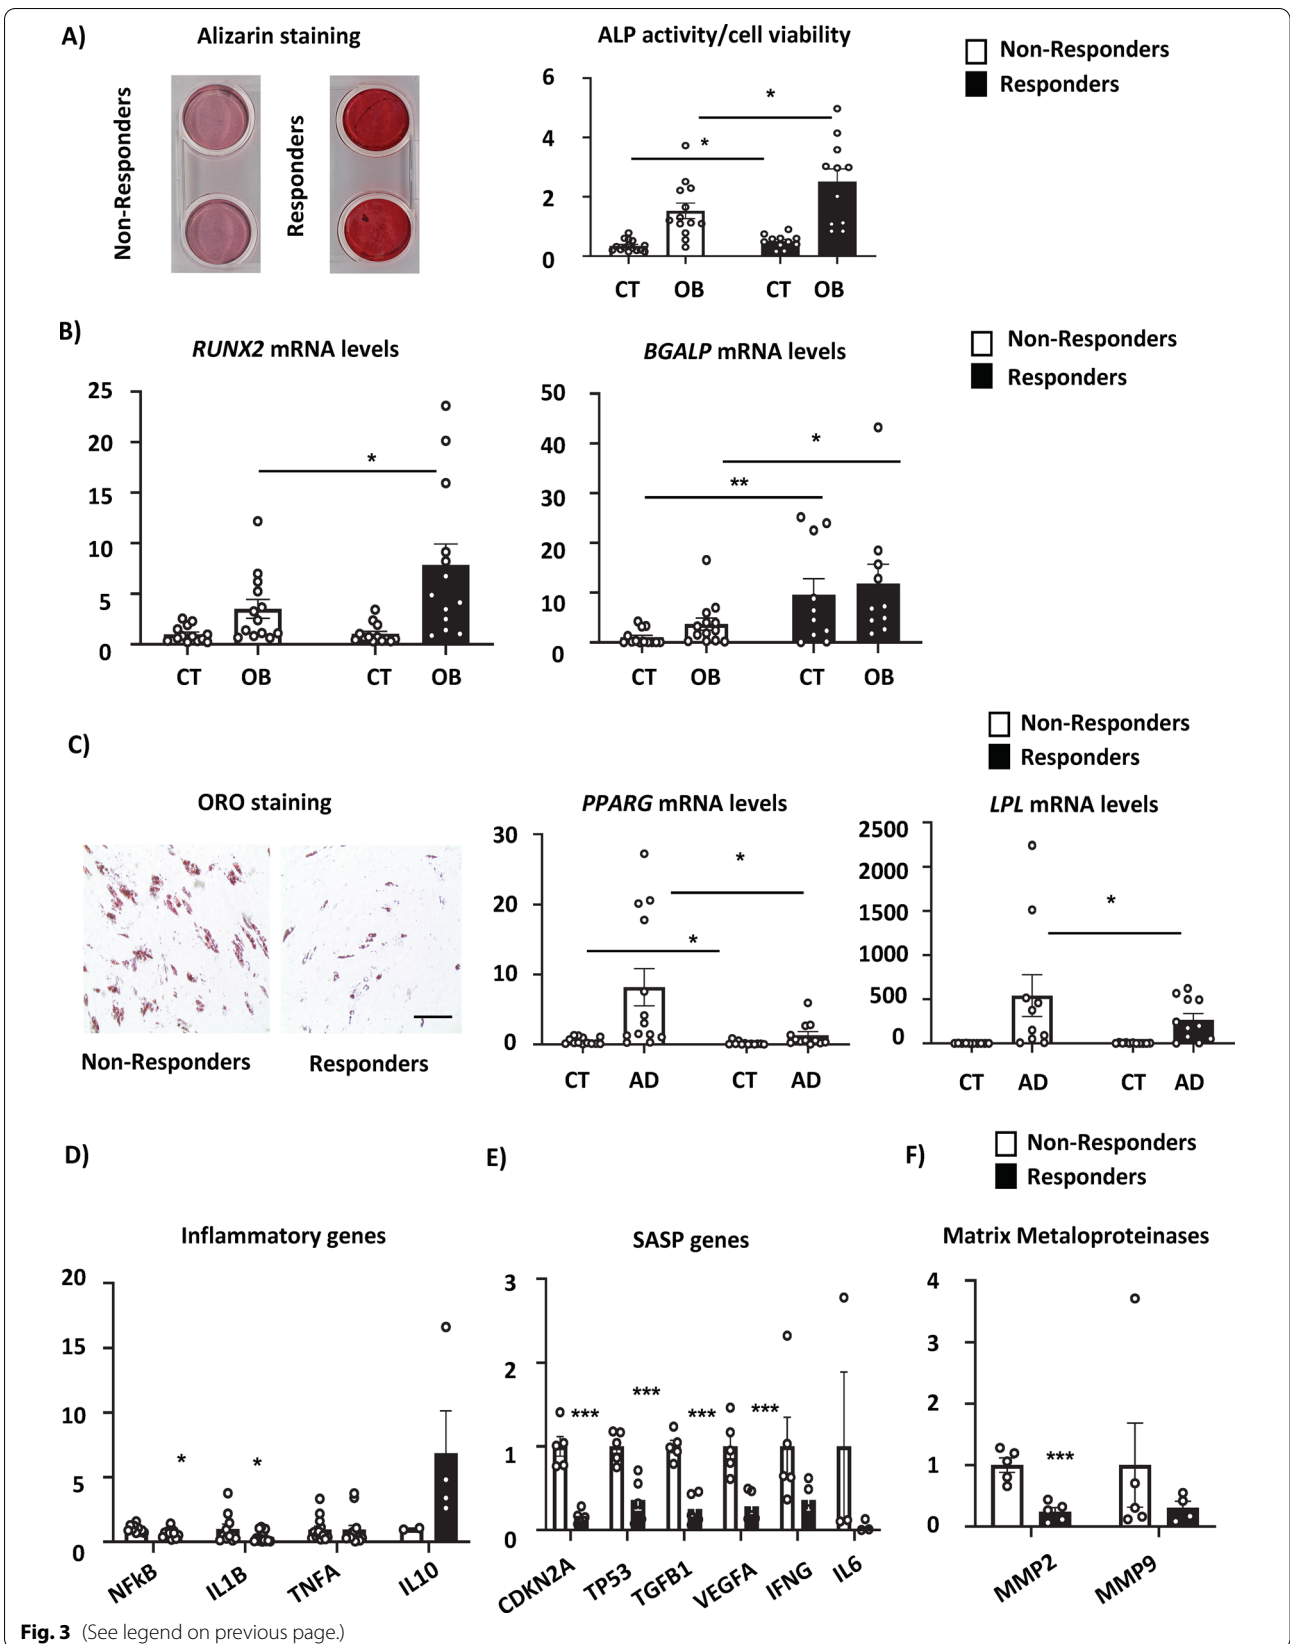 A)
Alizarin staining
Non-Responders
Responders
ALP activity/cell viability
Non-Responders
Responders
6
4
2
0
*
*
CT OB CT OB
B)
RUNX2 mRNA levels
25
20
15
10
5
0
*
CT OB CT OB
BGALP mRNA levels
50
40
30
20
10
0
*
**
CT OB CT OB
Non-Responders
Responders
C)
Non-Responders
Responders
ORO staining
Non-Responders
Responders
PPARG mRNA levels
30
20
10
0
*
*
CT AD CT AD
LPL mRNA levels
2500
2000
1500
1000
500
0
*
CT AD CT AD
D)
Inflammatory genes
20
15
10
5
0
* *
NFkB IL1B TNFA IL10
E)
SASP genes
3
2
1
0
*** *** *** ***
CDKN2A TP53 TGFB1 VEGFA IFNG IL6
F)
Non-Responders
Responders
Matrix Metaloproteinases
4
3
2
1
0
***
MMP2 MMP9
Fig. 3 (See legend on previous page.)